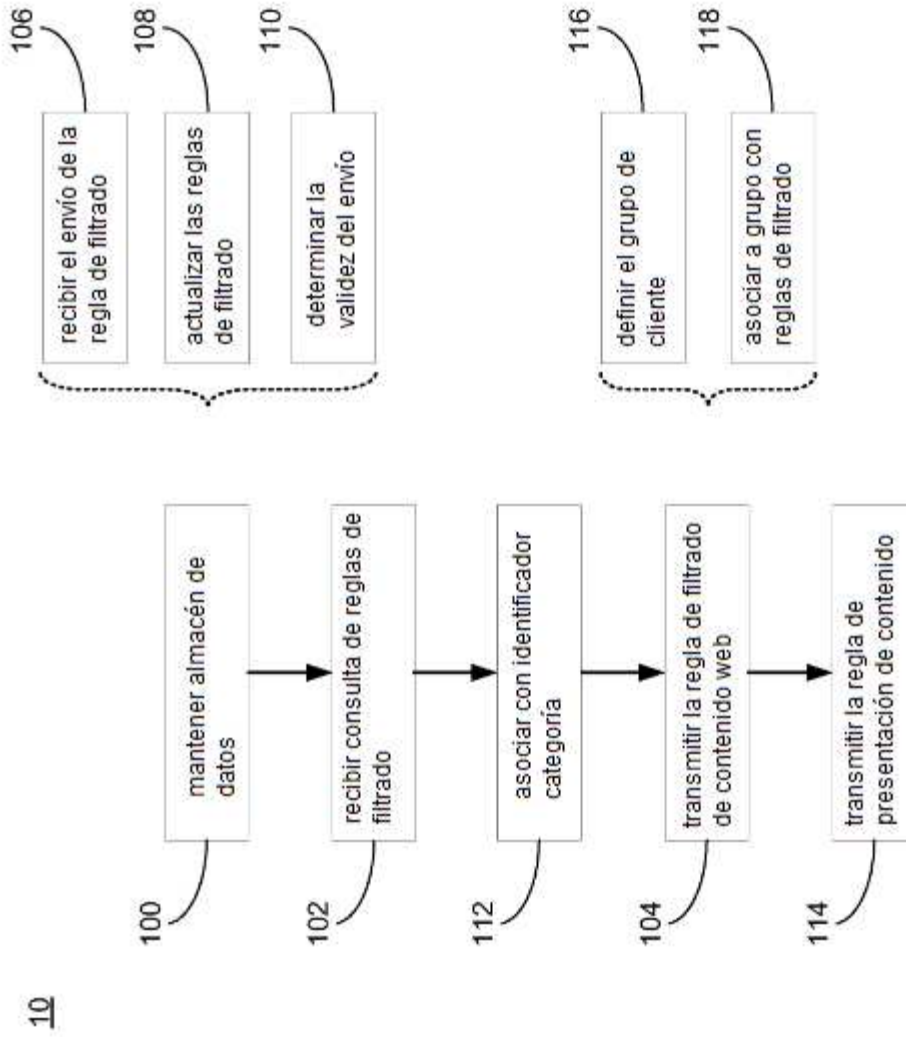 10
100
mantener almacén de
datos
102
recibir consulta de reglas de
filtrado
112
asociar con identificador
categoría
104
transmitir la regla de filtrado
de contenido web
114
transmitir la regla de
presentación de contenido
106
recibir el envío de la
regla de filtrado
108
actualizar las reglas
de filtrado
110
determinar la
validez del envío
116
definir el grupo de
cliente
118
asociar a grupo con
reglas de filtrado